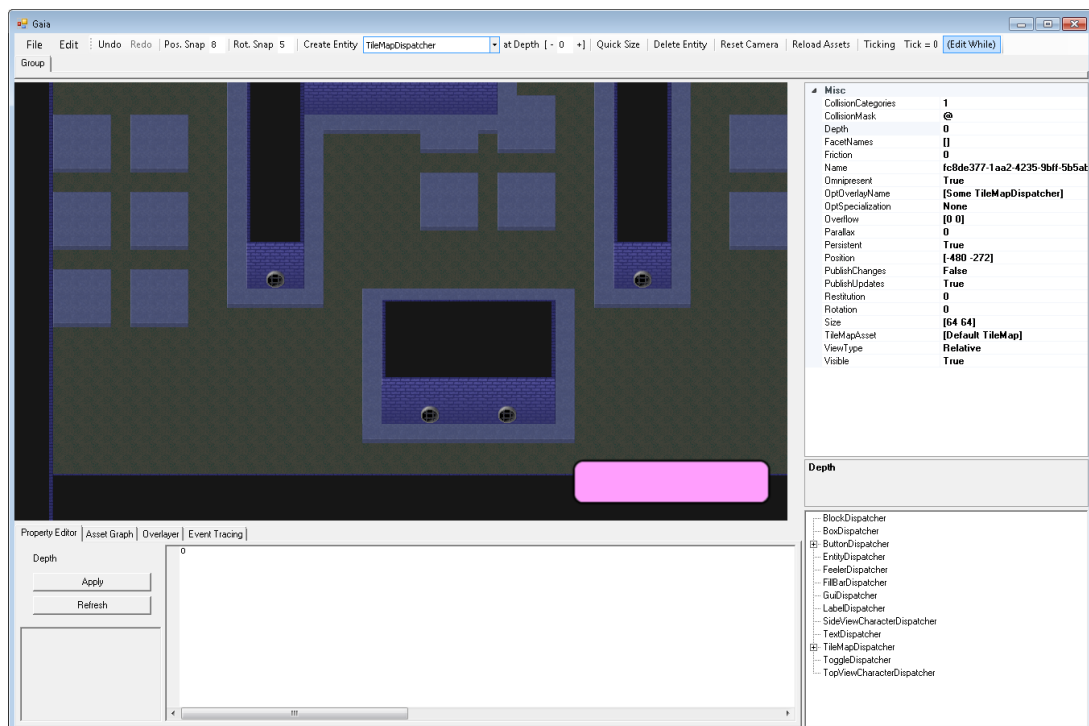 Gaia
File Edit Undo Redo Pos. Snap 8 Rot. Snap 5 Create Entity TileMapDispatcher at Depth [ - 0 +] Quick Size Delete Entity Reset Camera Reload Assets Ticking Tick = 0 (Edit While)
Group
Misc
CollisionCategories 1
CollisionMask @
Depth 0
FacetNames []
Friction 0
Name fc8de377-1aa2-4235-9bff-5b5ab
Omnipresent True
OptOverlayName [Some TileMapDispatcher]
OptSpecialization None
Overflow [0 0]
Parallax 0
Persistent True
Position [-480 -272]
PublishChanges False
PublishUpdates True
Restitution 0
Rotation 0
Size [64 64]
TileMapAsset [Default TileMap]
ViewType Relative
Visible True
Depth
Property Editor Asset Graph Overlayer Event Tracing
Depth
Apply
Refresh
0
BlockDispatcher
BoxDispatcher
ButtonDispatcher
EntityDispatcher
FeelerDispatcher
FillBarDispatcher
GuiDispatcher
LabelDispatcher
SideViewCharacterDispatcher
TextDispatcher
TileMapDispatcher
ToggleDispatcher
TopViewCharacterDispatcher